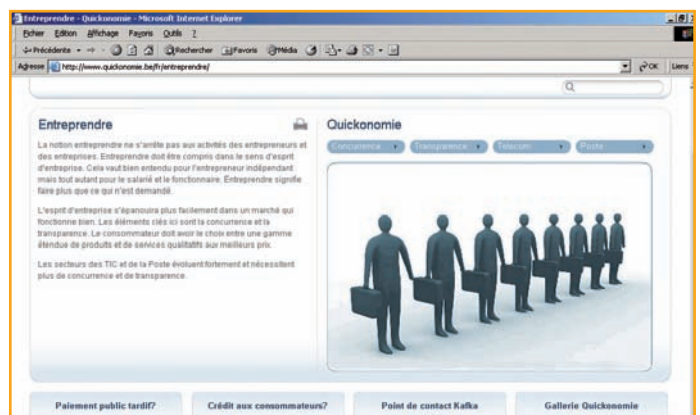 Entreprendre - Quickonomie - Microsoft Internet Explorer
Fichier Edition Affichage Favoris Outils ?
Précédente Rechercher Favoris Média
Adresse http://www.quickonomie.be/fr/entreprendre/ OK Liens
Entreprendre
La notion entreprendre ne s'arrête pas aux activités des entrepreneurs et
des entreprises. Entreprendre doit être compris dans le sens d'esprit
d'entreprise. Cela vaut bien entendu pour l'entrepreneur indépendant
mais tout autant pour le salarié et le fonctionnaire. Entreprendre signifie
faire plus que ce qui n'est demandé.
L'esprit d'entreprise s'épanouira plus facilement dans un marché qui
fonctionne bien. Les éléments clés ici sont la concurrence et la
transparence. Le consommateur doit avoir le choix entre une gamme
étendue de produits et de services qualitatifs aux meilleurs prix.
Les secteurs des TIC et de la Poste évoluent fortement et nécessitent
plus de concurrence et de transparence.
Quickonomie
Concurrence Transparence Telecom Poste
Paiement public tardif? Crédit aux consommateurs? Point de contact Kafka Gallerie Quickonomie